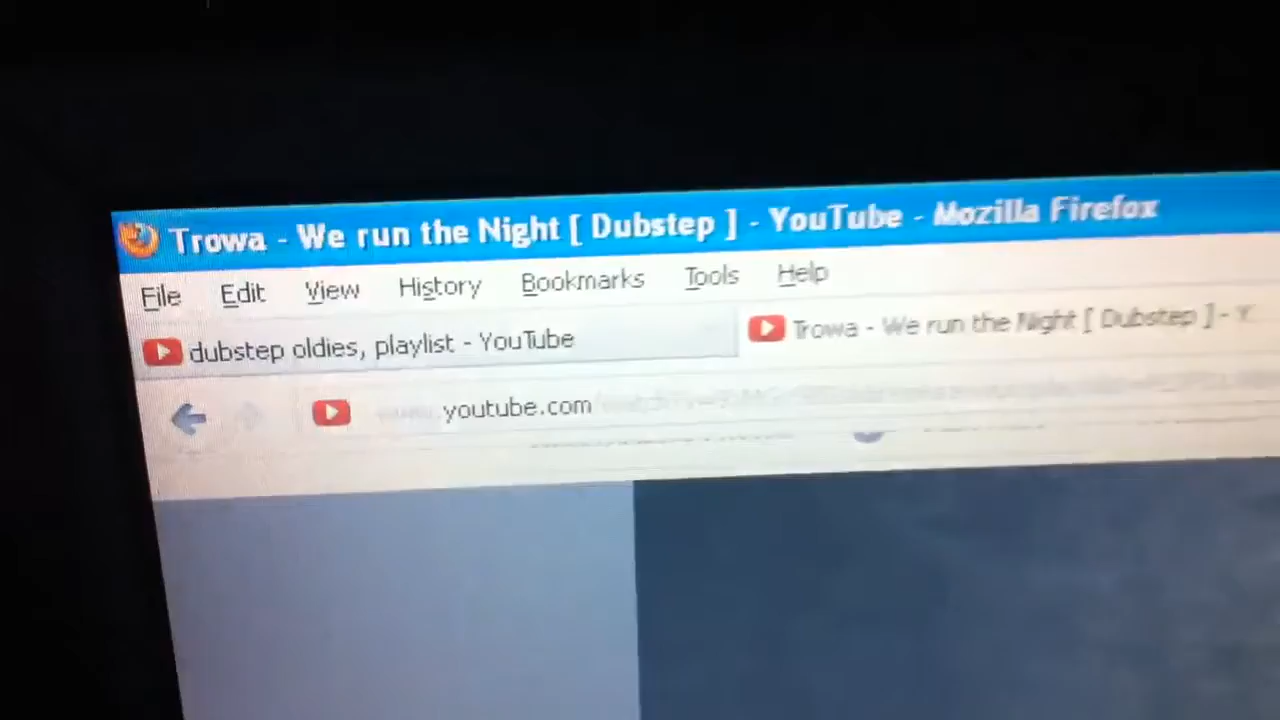 Trowa - We run the Night [ Dubstep ] - YouTube - Mozilla Firefox
File Edit View History Bookmarks Tools Help
dubstep oldies, playlist - YouTube Trowa - We run the Night [ Dubstep ] - Y
youtube.com